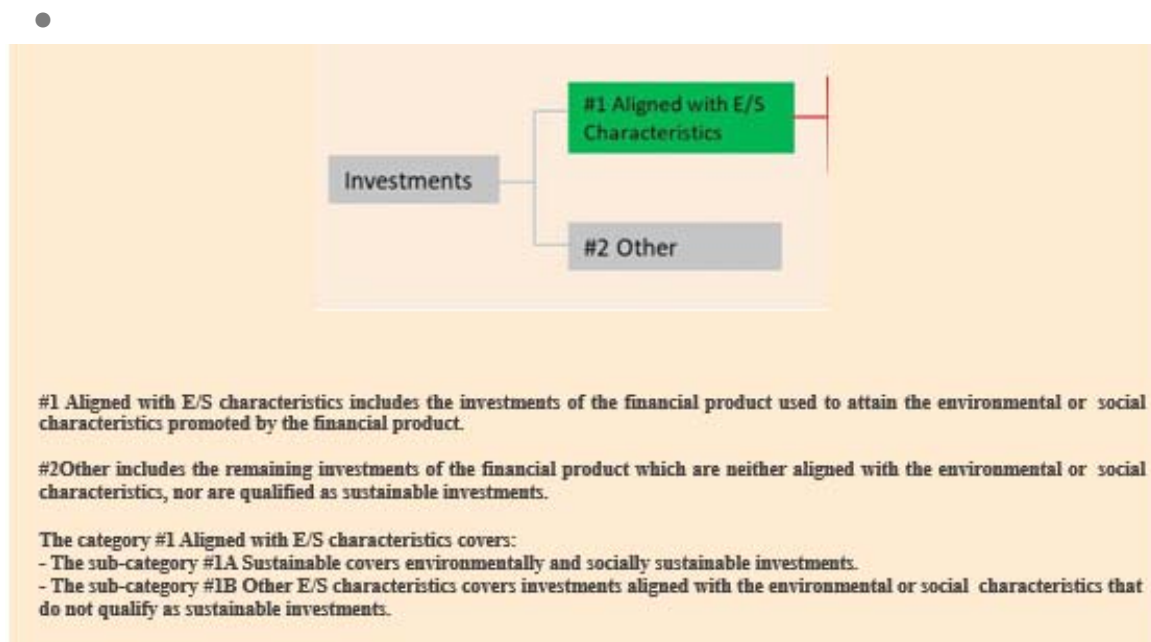 #1 Aligned with E/S
Characteristics
Investments
#2 Other
#1 Aligned with E/S characteristics includes the investments of the financial product used to attain the environmental or social
characteristics promoted by the financial product.
#2Other includes the remaining investments of the financial product which are neither aligned with the environmental or social
characteristics, nor are qualified as sustainable investments.
The category #1 Aligned with E/S characteristics covers:
- The sub-category #1A Sustainable covers environmentally and socially sustainable investments.
- The sub-category #1B Other E/S characteristics covers investments aligned with the environmental or social characteristics that
do not qualify as sustainable investments.